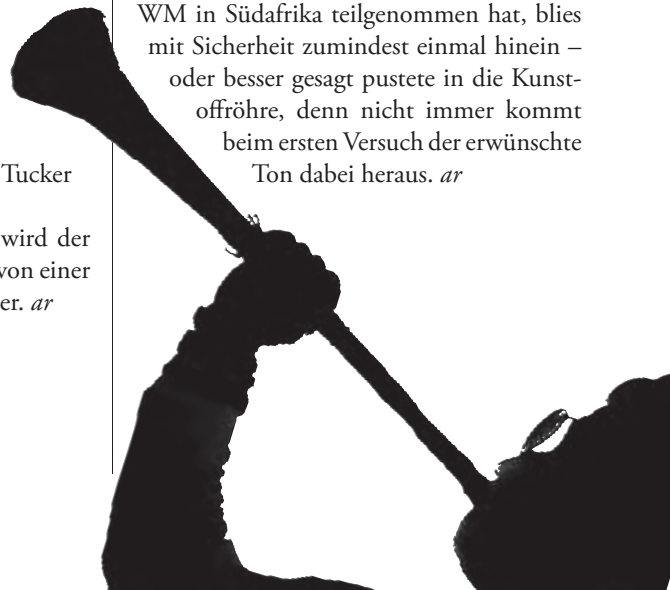 Tucker
wird der
von einer
er. ar
WM in Südafrika teilgenommen hat, blies
mit Sicherheit zumindest einmal hinein –
oder besser gesagt pustete in die Kunst-
offröhre, denn nicht immer kommt
beim ersten Versuch der erwünschte
Ton dabei heraus. ar